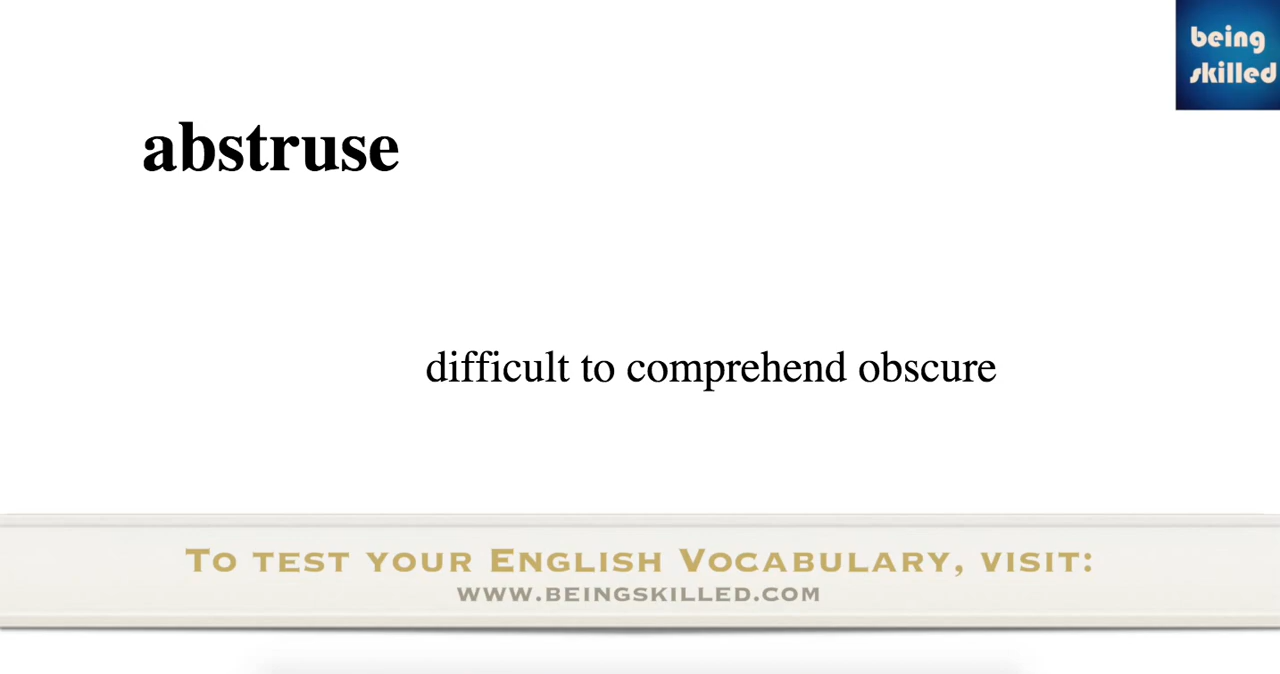 being
skilled
abstruse
difficult to comprehend obscure
To test your English Vocabulary, visit:
www.beingskilled.com